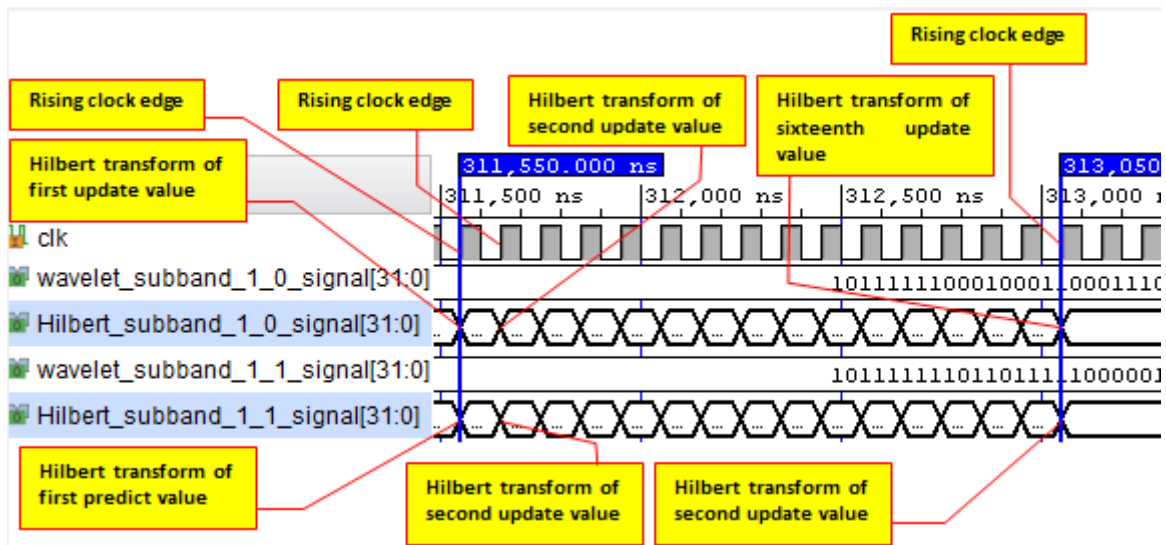 Rising clock edge
Rising clock edge
Rising clock edge
Hilbert transform of
second update value
Hilbert transform of
sixteenth update
value
Hilbert transform of
first update value
311,550.000 ns
313,050
311,500 ns
312,000 ns
312,500 ns
313,000 n
clk
wavelet_subband_1_0_signal[31:0]
1011111110001000110001110
Hilbert_subband_1_0_signal[31:0]
... ... ... ... ... ... ... ... ... ... ... ... ... ... ...
wavelet_subband_1_1_signal[31:0]
Hilbert_subband_1_1_signal[31:0]
... ... ... ... ... ... ... ... ... ... ... ... ... ... ...
Hilbert transform of
first predict value
Hilbert transform of
second update value
Hilbert transform of
second update value